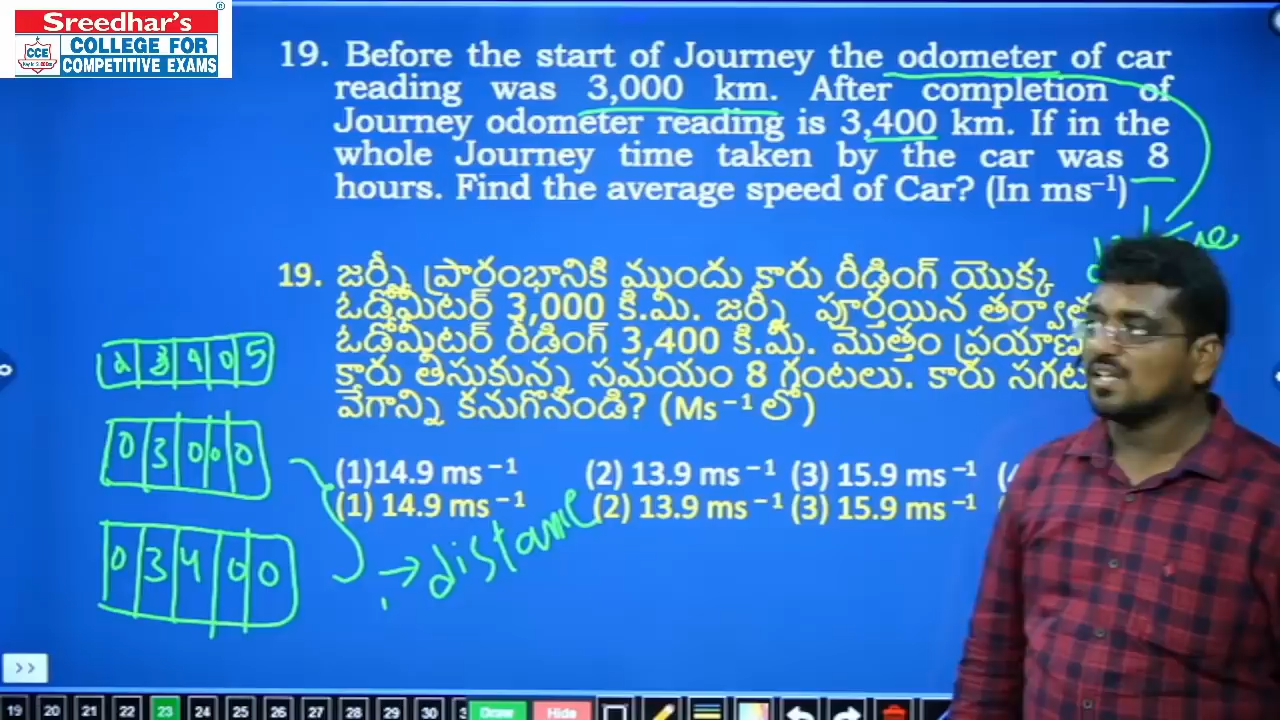 Sreedhar's
®
CCE
COLLEGE FOR
COMPETITIVE EXAMS
19. Before the start of Journey the odometer of car
reading was 3,000 km. After completion of
Journey odometer reading is 3,400 km. If in the
whole Journey time taken by the car was 8
hours. Find the average speed of Car? (In ms⁻¹)
19. జర్నీ ప్రారంభానికి ముందు కారు రీడింగ్ యొక్క
ఓడోమీటర్ 3,000 కి.మీ. జర్నీ పూర్తయిన తర్వాత
ఓడోమీటర్ రీడింగ్ 3,400 కి.మీ. మొత్తం ప్రయాణ
కారు తీసుకున్న సమయం 8 గంటలు. కారు సగట
వేగాన్ని కనుగొనండి? (Ms⁻¹ లో)
2 3 9 0 5
0 3 0 0 0
0 3 4 0 0
(1)14.9 ms⁻¹ (2) 13.9 ms⁻¹ (3) 15.9 ms⁻¹
(1) 14.9 ms⁻¹ (2) 13.9 ms⁻¹ (3) 15.9 ms⁻¹
→ distance
>>
19 20 21 22 23 24 25 26 27 28 29 30 Draw Hide